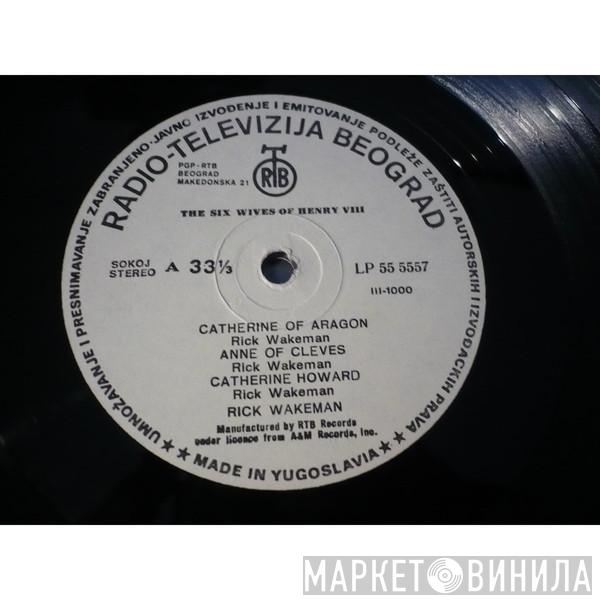 UMNOŽAVANJE I PRESNIMAVANJE ZABRANJENO·JAVNO IZVOĐENJE I EMITOVANJE PODLEŽE ZAŠTITI AUTORSKIH I IZVOĐAČKIH PRAVA
RADIO-TELEVIZIJA BEOGRAD
PGP-RTB
BEOGRAD
MAKEDONSKA 21
RTB
THE SIX WIVES OF HENRY VIII
SOKOJ
STEREO A 33⅓
LP 55 5557
III-1000
CATHERINE OF ARAGON
Rick Wakeman
ANNE OF CLEVES
Rick Wakeman
CATHERINE HOWARD
Rick Wakeman
RICK WAKEMAN
Manufactured by RTB Records
under licence from A&M Records, Inc.
★★MADE IN YUGOSLAVIA★★
МАРКЕТ ВИНИЛА